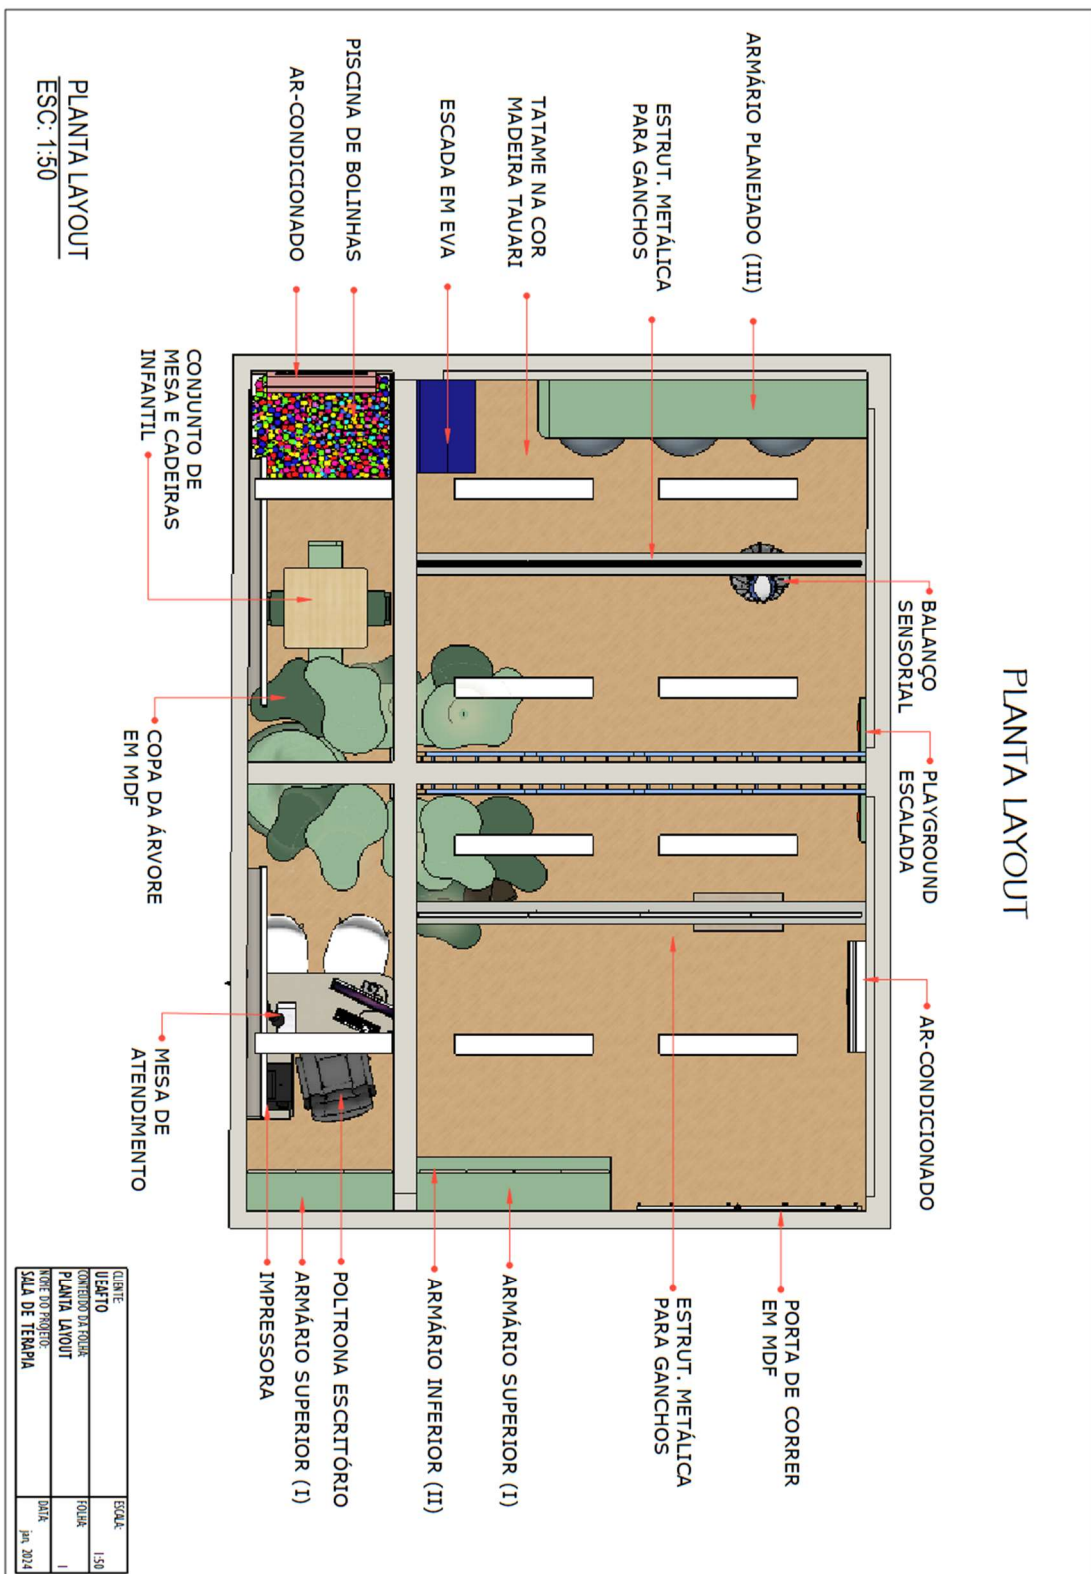 PLANTA LAYOUT
BALANÇO
SENSORIAL
PLAYGROUND
ESCALADA
AR-CONDICIONADO
ARMÁRIO PLANEJADO (III)
ESTRUT. METÁLICA
PARA GANCHOS
TATAME NA COR
MADEIRA TAUARI
ESCADA EM EVA
PISCINA DE BOLINHAS
AR-CONDICIONADO
PORTA DE CORRER
EM MDF
ESTRUT. METÁLICA
PARA GANCHOS
ARMÁRIO SUPERIOR (I)
ARMÁRIO INFERIOR (II)
POLTRONA ESCRITÓRIO
ARMÁRIO SUPERIOR (I)
IMPRESSORA
CONJUNTO DE
MESA E CADEIRAS
INFANTIL
COPA DA ÁRVORE
EM MDF
MESA DE
ATENDIMENTO
PLANTA LAYOUT
ESC: 1:50
CLIENTE:
UEAFTO
ESCALA:
1:50
CONTEÚDO DA FOLHA:
PLANTA LAYOUT
FOLHA:
1
NOME DO PROJETO:
SALA DE TERAPIA
DATA:
jan, 2024